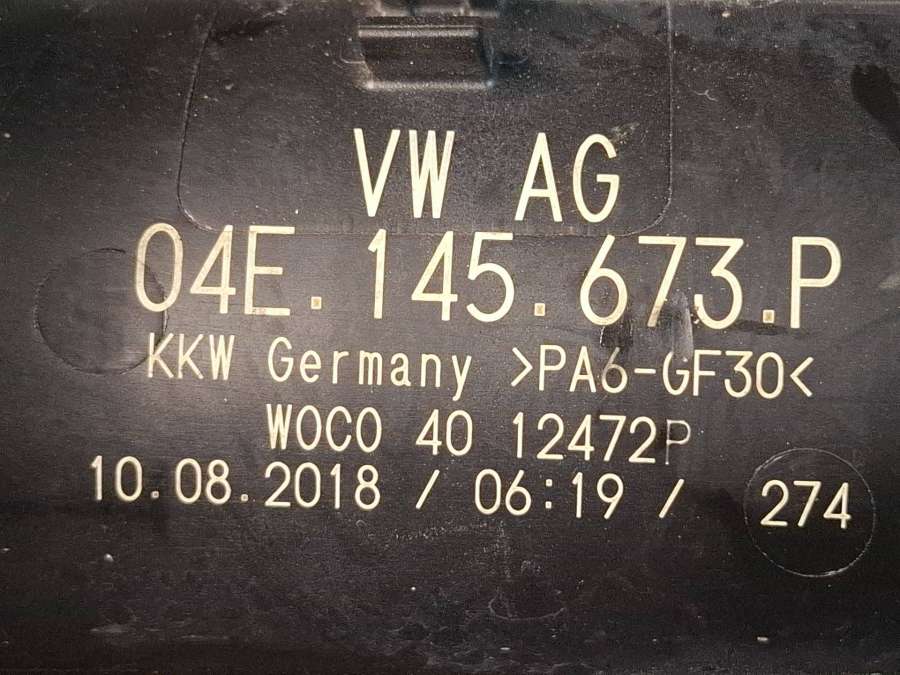 VW AG
04E.145.673.P
KKW Germany >PA6-GF30<
WOCO 40 12472P
10.08.2018 / 06:19 / 274